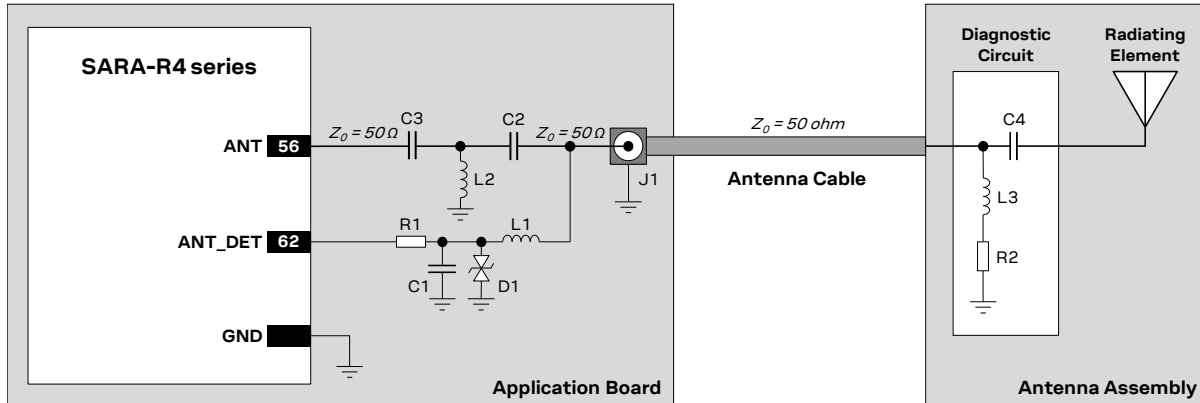 Diagnostic
Circuit
Radiating
Element
SARA-R4 series
ANT
56
Z₀ = 50 Ω
C3
C2
Z₀ = 50 Ω
J1
Z₀ = 50 ohm
Antenna Cable
C4
L2
L3
ANT_DET
62
R1
L1
R2
C1
D1
GND
Application Board
Antenna Assembly